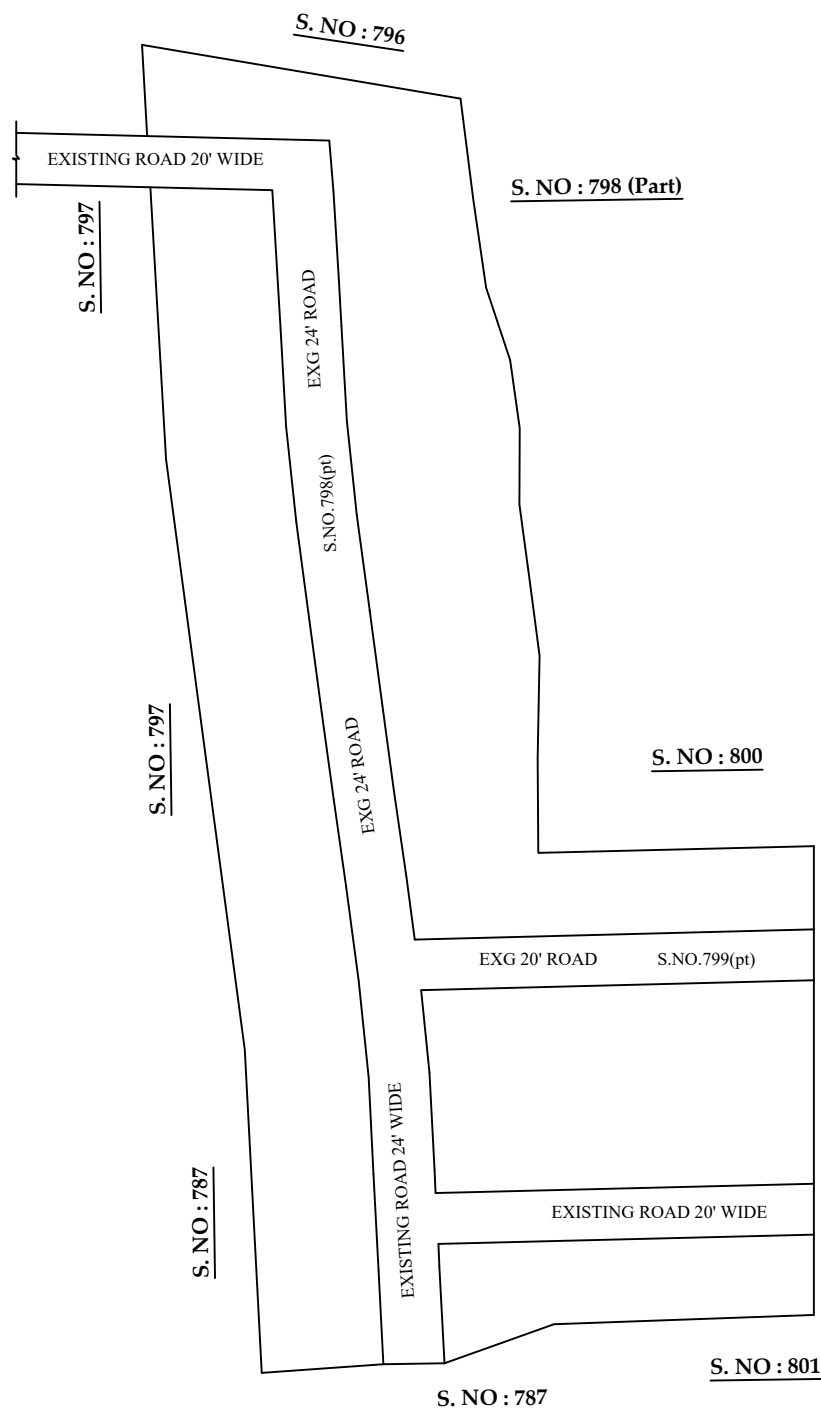 S. NO : 796
EXISTING ROAD 20' WIDE
S. NO : 798 (Part)
S. NO : 797
EXG 24' ROAD
S.NO.798(pt)
S. NO : 797
EXG 24' ROAD
S. NO : 800
EXG 20' ROAD
S.NO.799(pt)
EXISTING ROAD 24' WIDE
S. NO : 787
EXISTING ROAD 20' WIDE
S. NO : 801
S. NO : 787